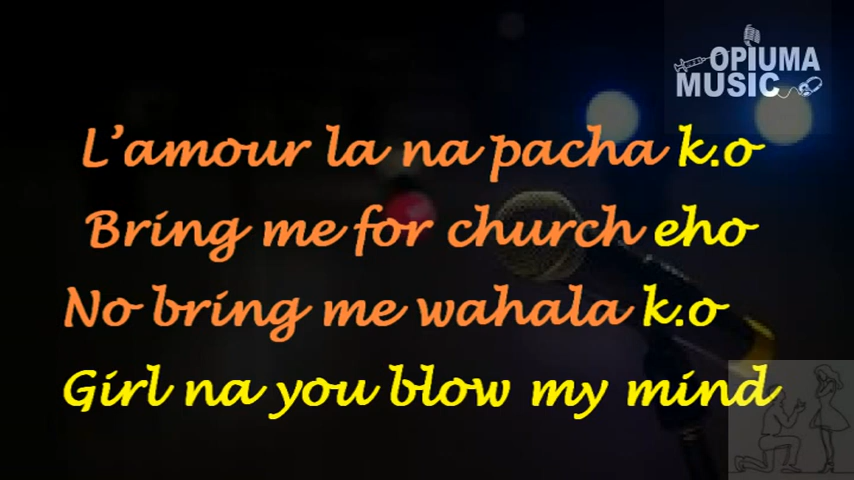 OPIUMA
MUSIC
L'amour la na pacha k.o
Bring me for church eho
No bring me wahala k.o
Girl na you blow my mind